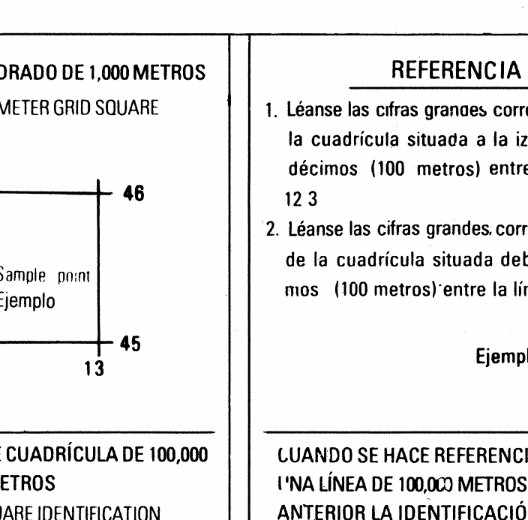 DRADO DE 1,000 METROS
METER GRID SQUARE
46
Sample point
Ejemplo
45
13
E CUADRÍCULA DE 100,000
ETROS
ARE IDENTIFICATION
REFERENCIA
1. Léanse las cifras grandes corre
la cuadrícula situada a la iz
décimos (100 metros) entre
12 3
2. Léanse las cifras grandes, corr
de la cuadrícula situada deb
mos (100 metros) entre la lín
Ejempl
CUANDO SE HACE REFERENCI
UNA LÍNEA DE 100,000 METROS
ANTERIOR LA IDENTIFICACIÓ